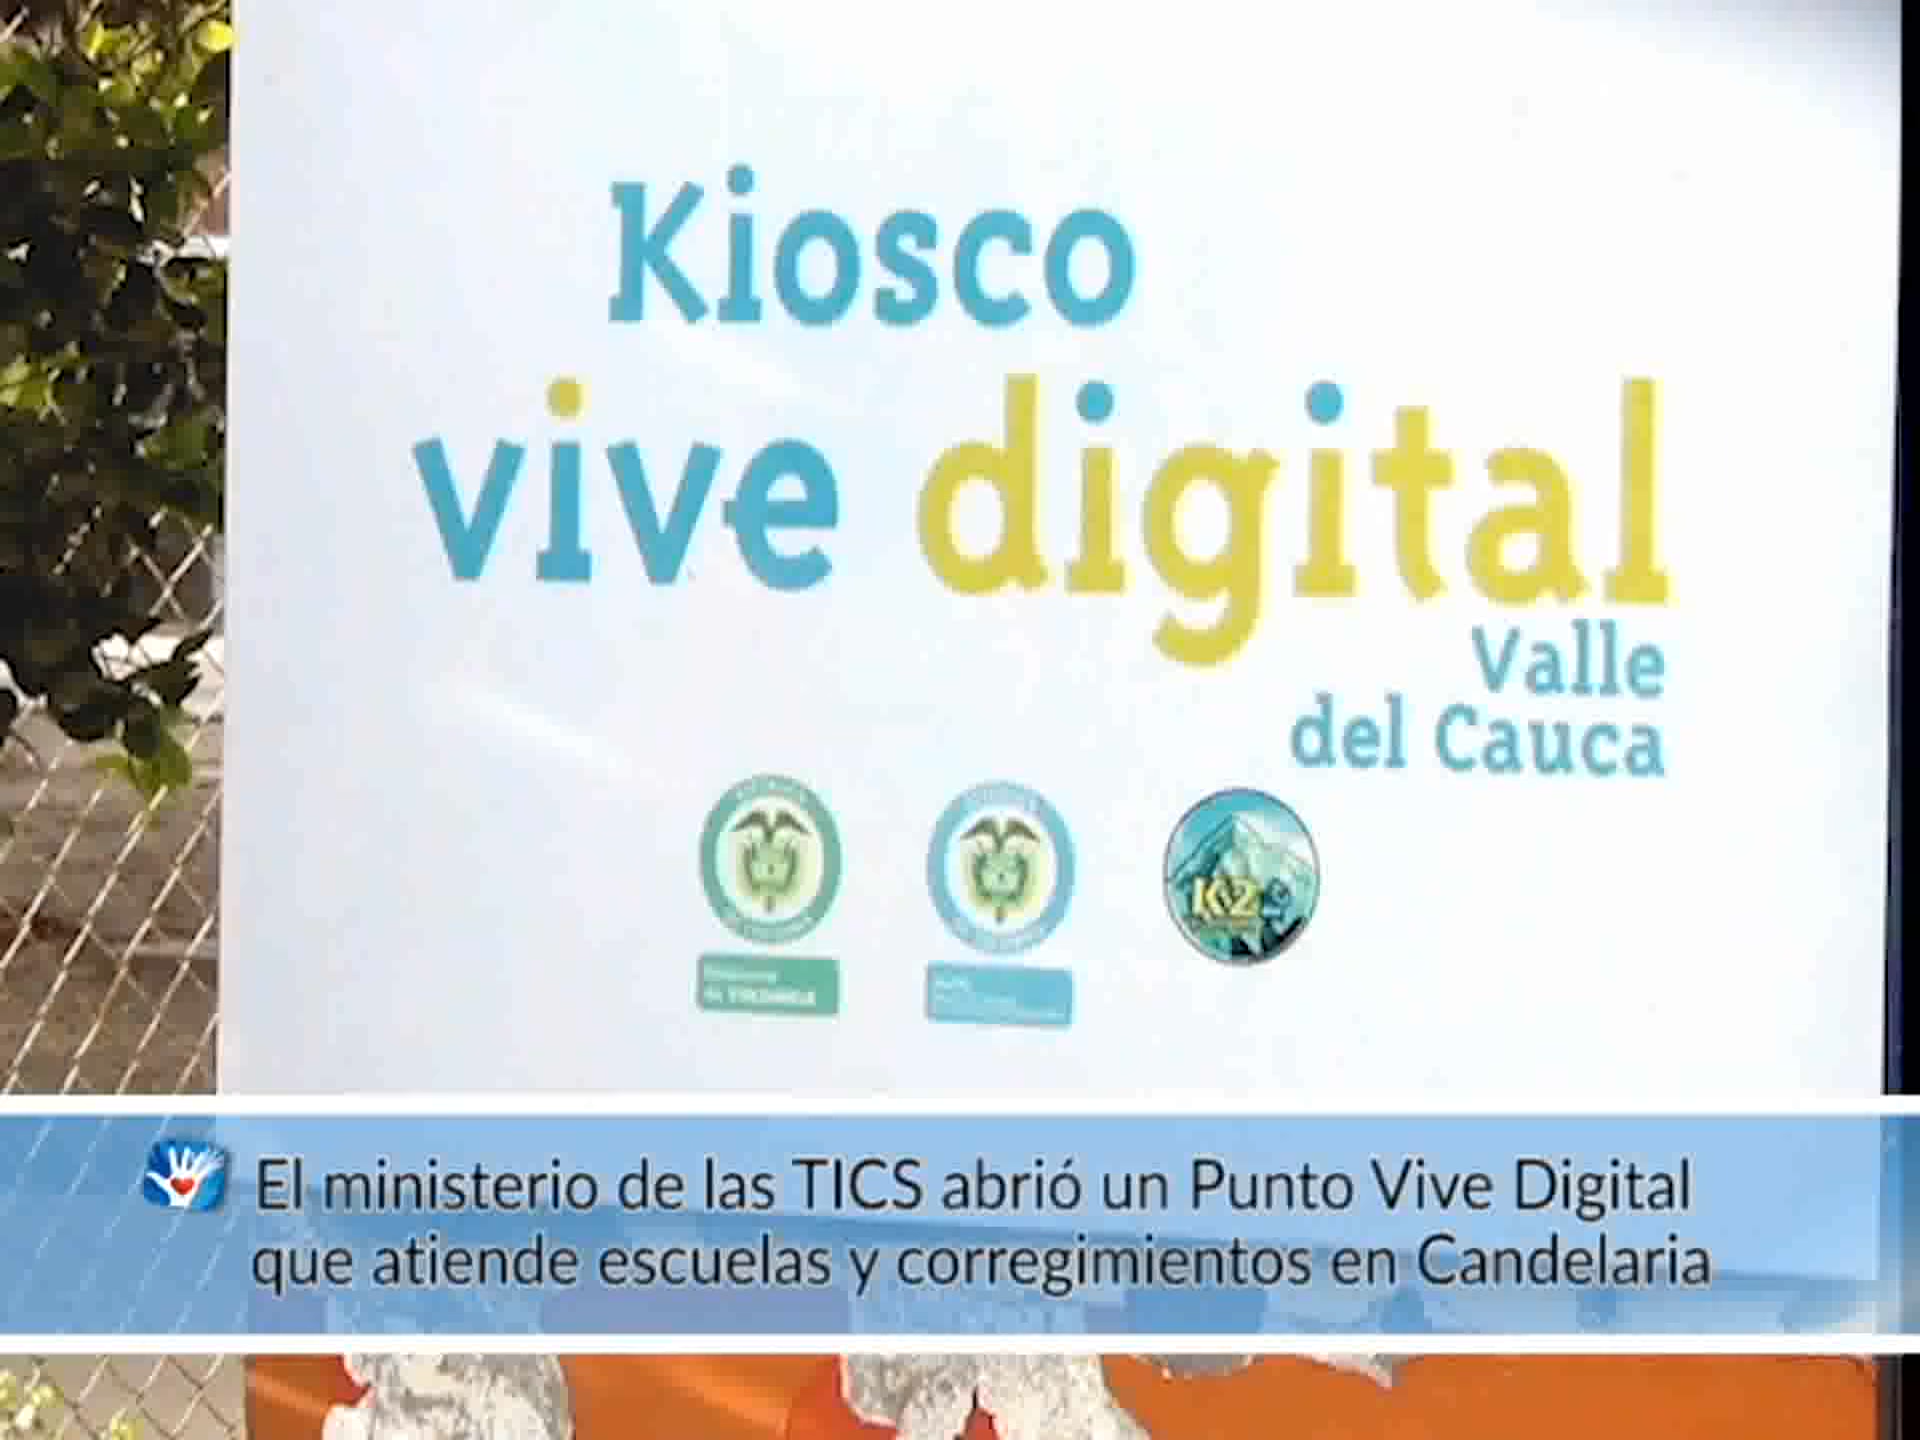 Kiosco
vive digital
Valle
del Cauca
El ministerio de las TICS abrió un Punto Vive Digital
que atiende escuelas y corregimientos en Candelaria